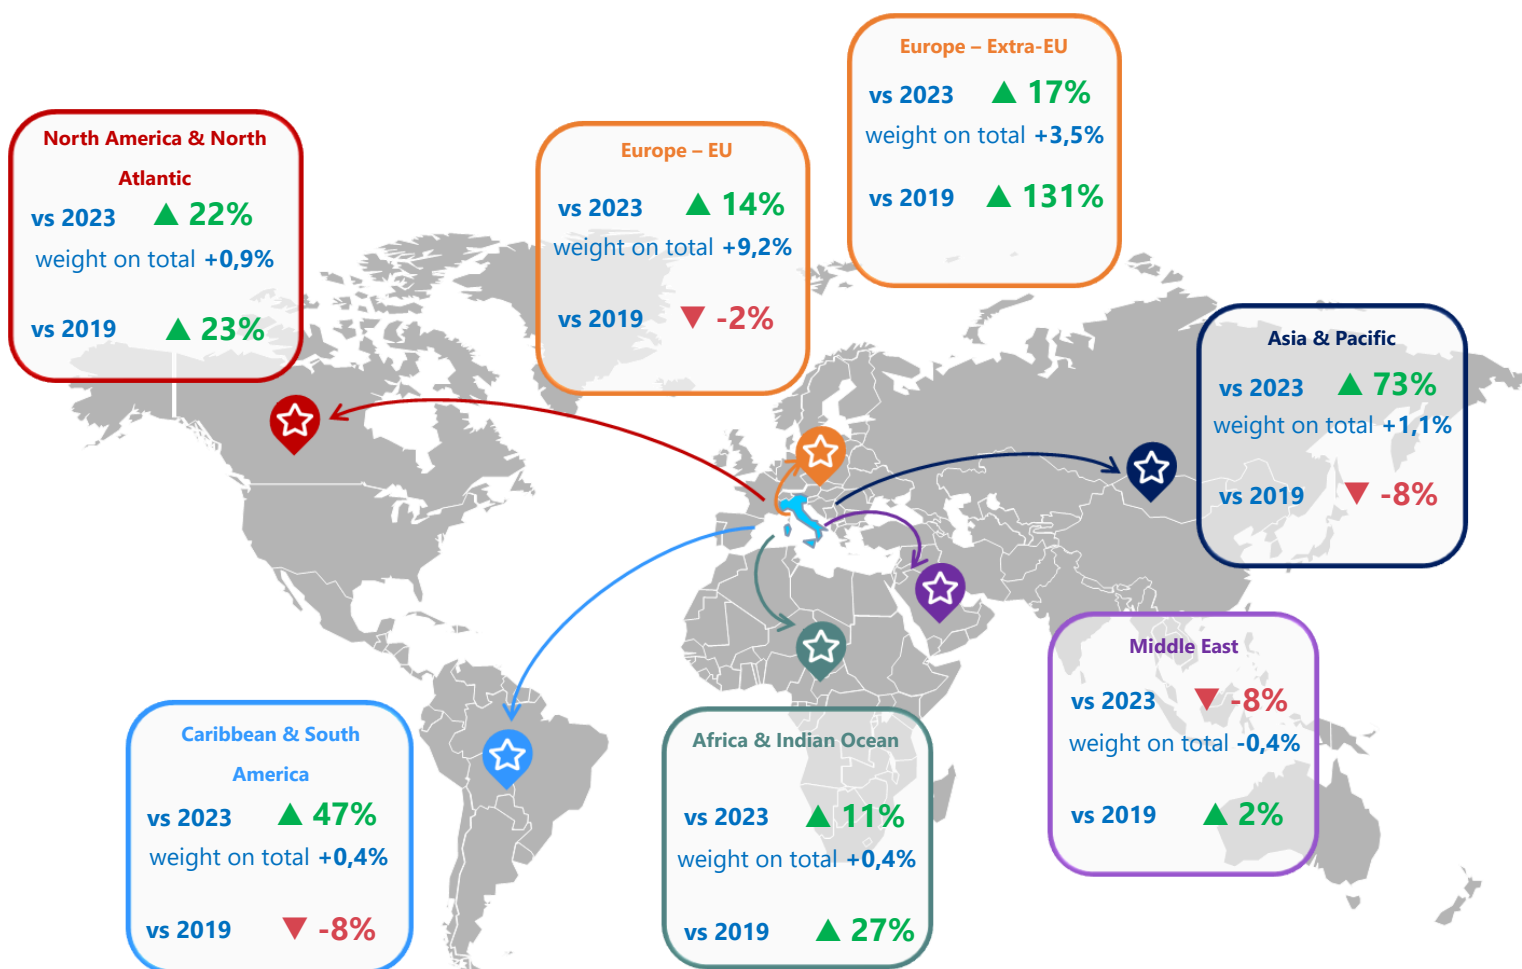 Europe – Extra-EU
vs 2023 ▲ 17%
weight on total +3,5%
vs 2019 ▲ 131%
North America & North
Atlantic
vs 2023 ▲ 22%
weight on total +0,9%
vs 2019 ▲ 23%
Europe – EU
vs 2023 ▲ 14%
weight on total +9,2%
vs 2019 ▼ -2%
Asia & Pacific
vs 2023 ▲ 73%
weight on total +1,1%
vs 2019 ▼ -8%
Middle East
vs 2023 ▼ -8%
weight on total -0,4%
vs 2019 ▲ 2%
Caribbean & South
America
vs 2023 ▲ 47%
weight on total +0,4%
vs 2019 ▼ -8%
Africa & Indian Ocean
vs 2023 ▲ 11%
weight on total +0,4%
vs 2019 ▲ 27%